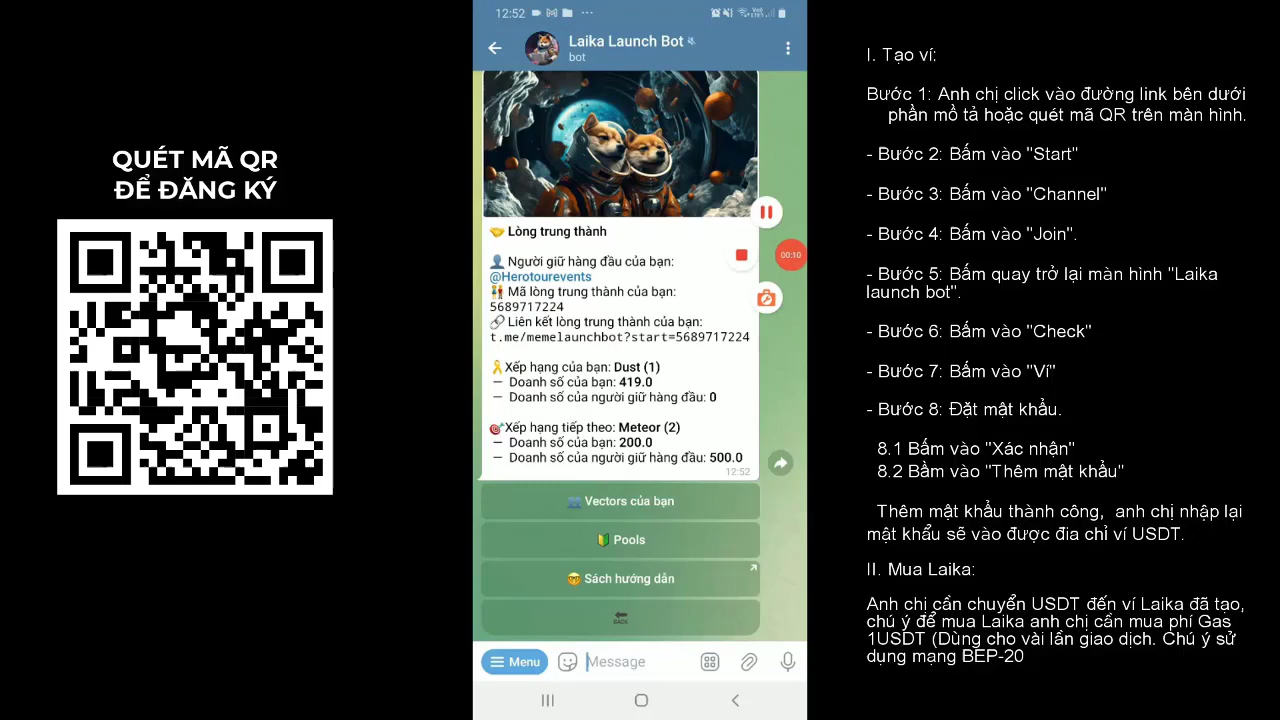 QUÉT MÃ QR
ĐỂ ĐĂNG KÝ
12:52
Laika Launch Bot
bot
Lòng trung thành
Người giữ hàng đầu của bạn:
@Herotourevents
Mã lòng trung thành của bạn:
5689717224
Liên kết lòng trung thành của bạn:
t.me/memelaunchbot?start=5689717224
Xếp hạng của bạn: Dust (1)
— Doanh số của bạn: 419.0
— Doanh số của người giữ hàng đầu: 0
Xếp hạng tiếp theo: Meteor (2)
— Doanh số của bạn: 200.0
— Doanh số của người giữ hàng đầu: 500.0
12:52
00:10
Vectors của bạn
Pools
Sách hướng dẫn
BACK
Menu
Message
I. Tạo ví:
Bước 1: Anh chị click vào đường link bên dưới
phần mô tả hoặc quét mã QR trên màn hình.
- Bước 2: Bấm vào "Start"
- Bước 3: Bấm vào "Channel"
- Bước 4: Bấm vào "Join".
- Bước 5: Bấm quay trở lại màn hình "Laika
launch bot".
- Bước 6: Bấm vào "Check"
- Bước 7: Bấm vào "Ví"
- Bước 8: Đặt mật khẩu.
8.1 Bấm vào "Xác nhận"
8.2 Bầm vào "Thêm mật khẩu"
Thêm mật khẩu thành công, anh chị nhập lại
mật khẩu sẽ vào được đia chỉ ví USDT.
II. Mua Laika:
Anh chị cần chuyển USDT đến ví Laika đã tạo,
chú ý để mua Laika anh chị cần mua phí Gas
1USDT (Dùng cho vài lần giao dịch. Chú ý sử
dụng mạng BEP-20